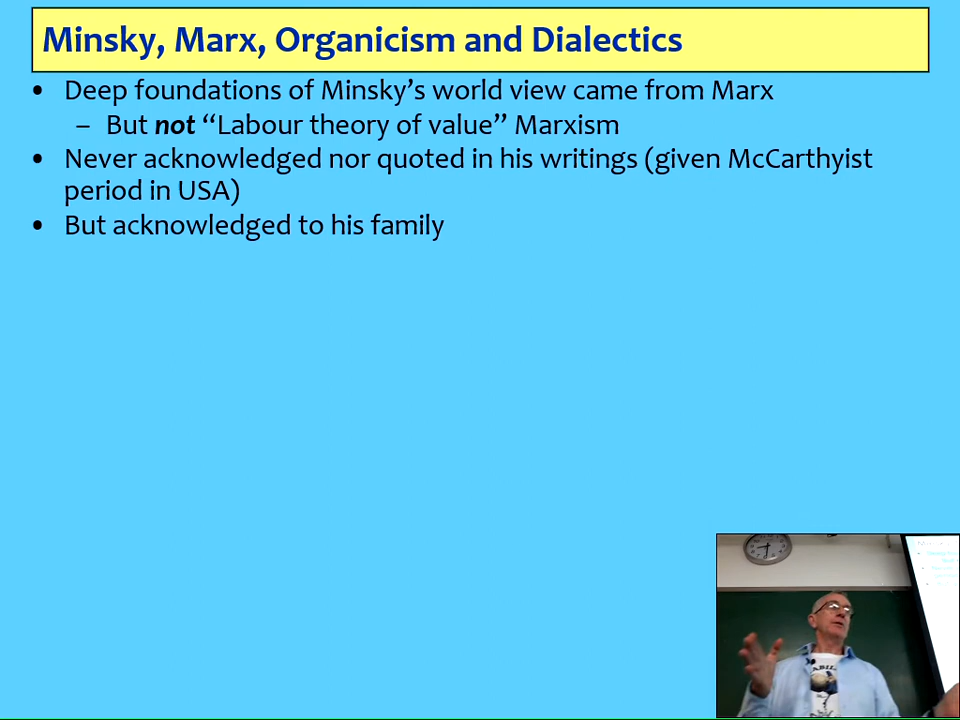 Minsky, Marx, Organicism and Dialectics
• Deep foundations of Minsky's world view came from Marx
– But not “Labour theory of value” Marxism
• Never acknowledged nor quoted in his writings (given McCarthyist
period in USA)
• But acknowledged to his family